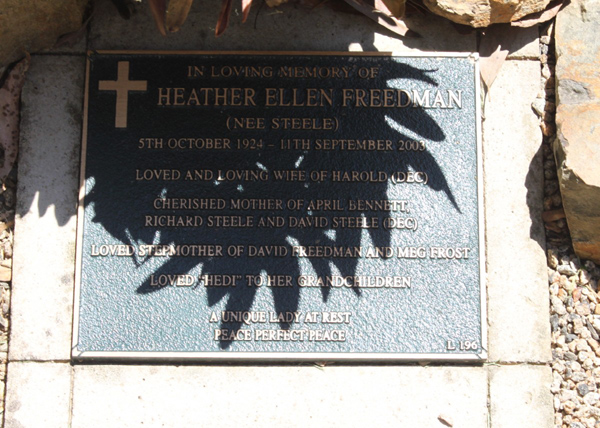 IN LOVING MEMORY OF
HEATHER ELLEN FREEDMAN
(NEE STEELE)
5TH OCTOBER 1924 - 11TH SEPTEMBER 2003
LOVED AND LOVING WIFE OF HAROLD (DEC)
CHERISHED MOTHER OF APRIL BENNETT,
RICHARD STEELE AND DAVID STEELE (DEC)
LOVED STEPMOTHER OF DAVID FREEDMAN AND MEG FROST
LOVED "HEDI" TO HER GRANDCHILDREN
A UNIQUE LADY AT REST
PEACE PERFECT PEACE
L 196